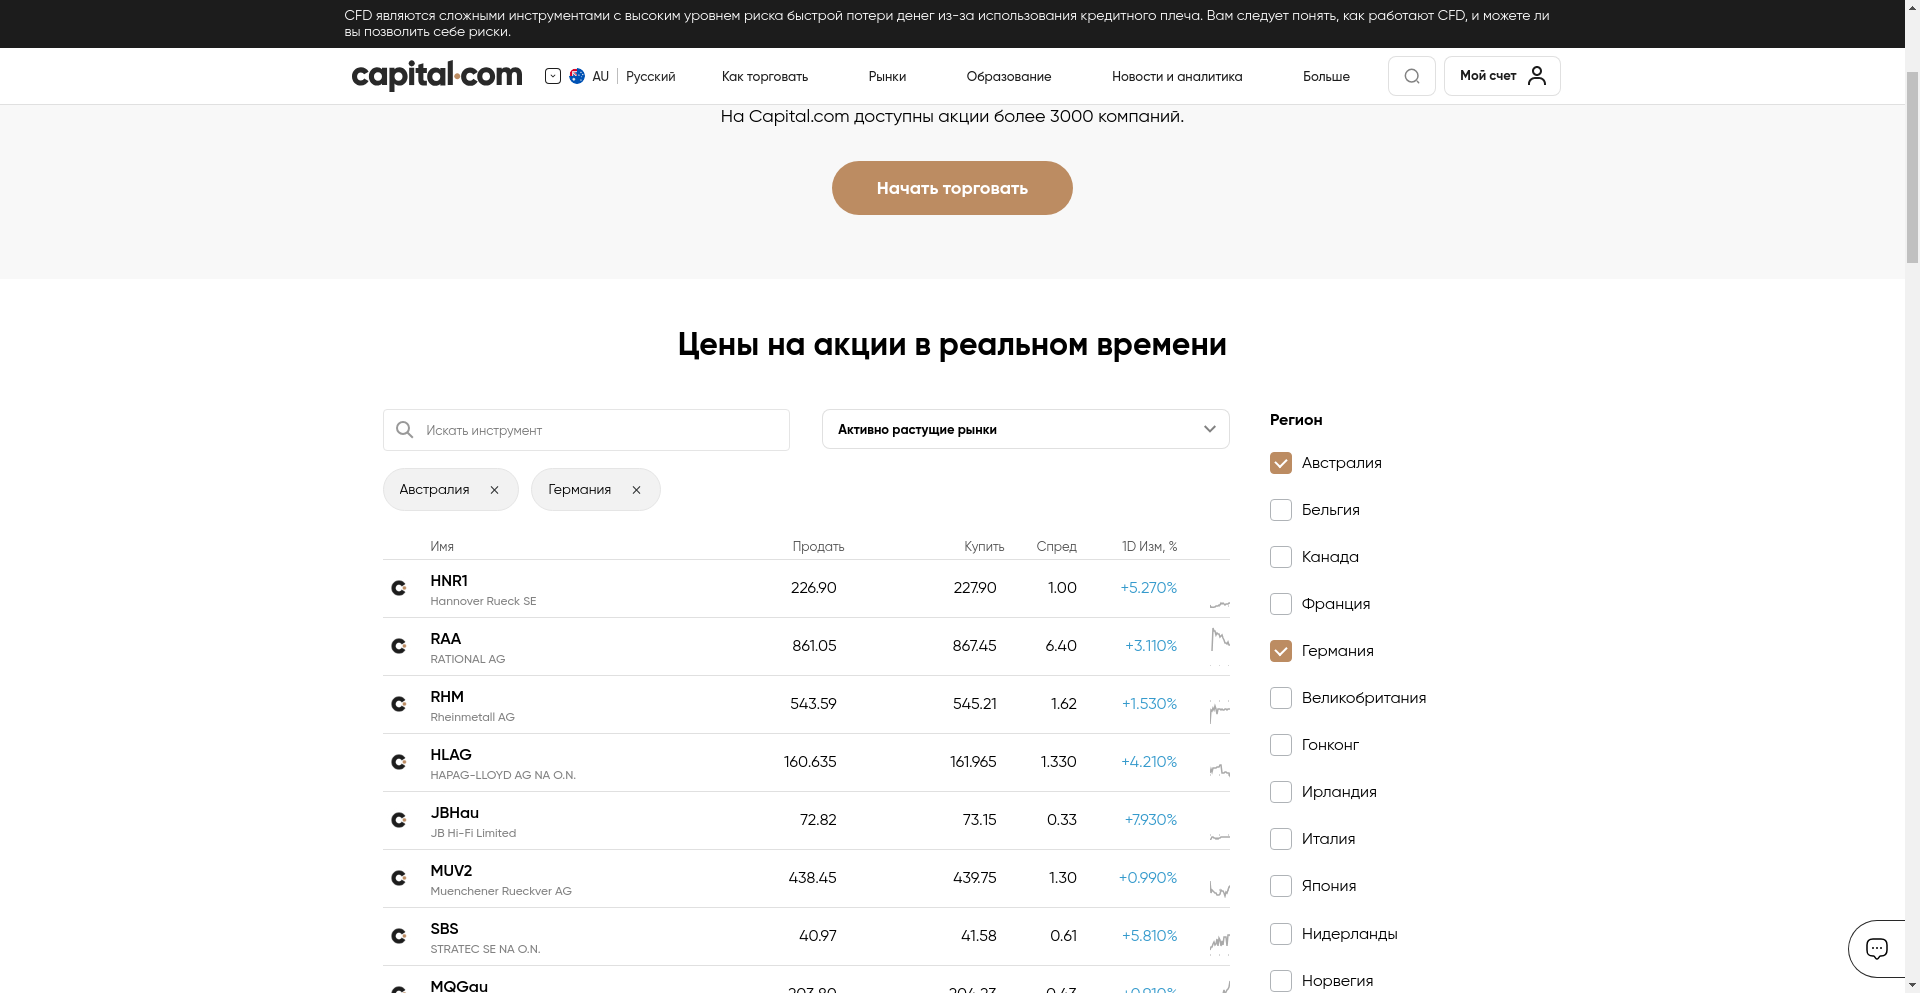 CFD являются сложными инструментами с высоким уровнем риска быстрой потери денег из-за использования кредитного плеча. Вам следует понять, как работают CFD, и можете ли
вы позволить себе риски.
capital.com AU Русский Как торговать Рынки Образование Новости и аналитика Больше Мой счет
На Capital.com доступны акции более 3000 компаний.
Начать торговать
Цены на акции в реальном времени
Искать инструмент
Активно растущие рынки
Австралия
Германия
Имя Продать Купить Спред 1D Изм, %
HNR1 226.90 227.90 1.00 +5.270%
Hannover Rueck SE
RAA 861.05 867.45 6.40 +3.110%
RATIONAL AG
RHM 543.59 545.21 1.62 +1.530%
Rheinmetall AG
HLAG 160.635 161.965 1.330 +4.210%
HAPAG-LLOYD AG NA O.N.
JBHau 72.82 73.15 0.33 +7.930%
JB Hi-Fi Limited
MUV2 438.45 439.75 1.30 +0.990%
Muenchener Rueckver AG
SBS 40.97 41.58 0.61 +5.810%
STRATEC SE NA O.N.
MQGau 203.80 204.23 0.43 +0.910%
Регион
Австралия
Бельгия
Канада
Франция
Германия
Великобритания
Гонконг
Ирландия
Италия
Япония
Нидерланды
Норвегия